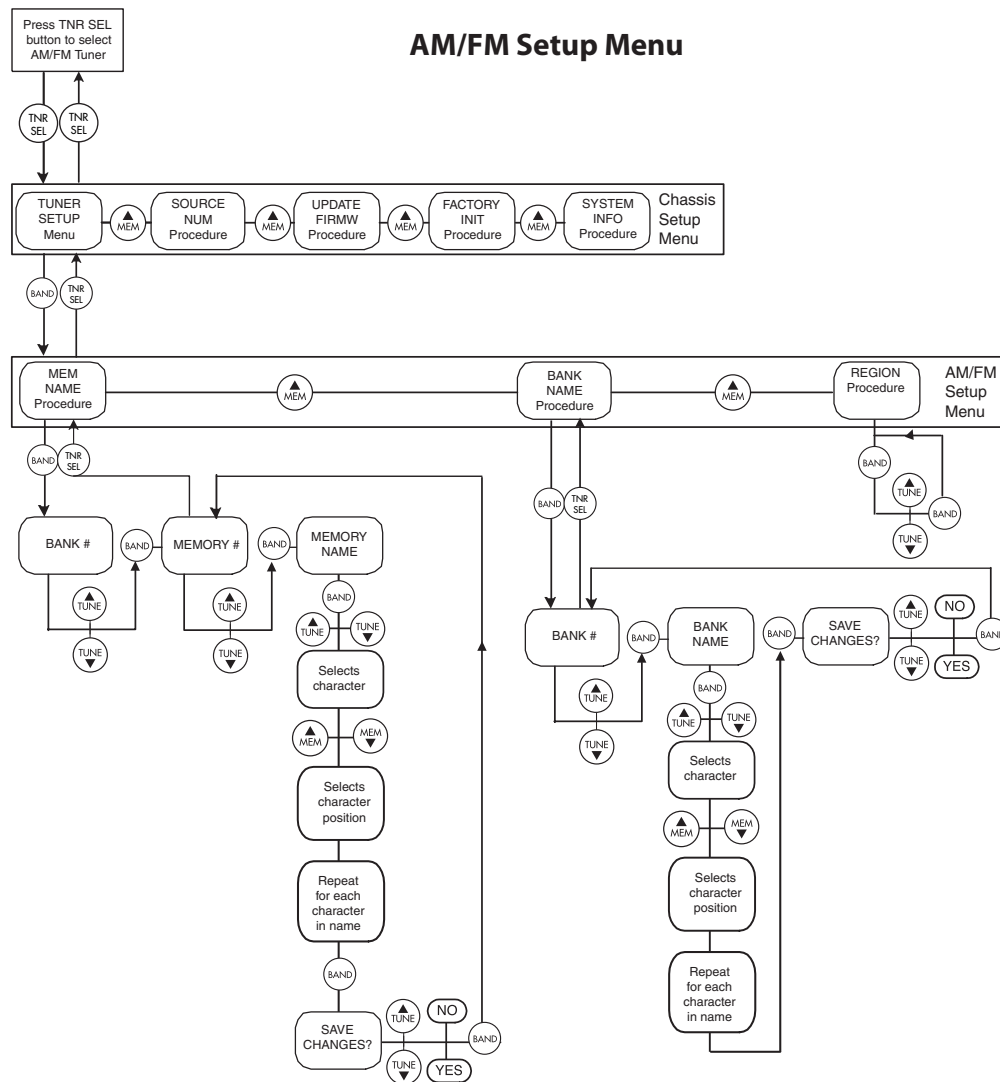 AM/FM Setup Menu
Press TNR SEL
button to select
AM/FM Tuner
TNR
SEL
TNR
SEL
TUNER
SETUP
Menu
▲
MEM
SOURCE
NUM
Procedure
▲
MEM
UPDATE
FIRMW
Procedure
▲
MEM
FACTORY
INIT
Procedure
▲
MEM
SYSTEM
INFO
Procedure
Chassis
Setup
Menu
BAND
TNR
SEL
MEM
NAME
Procedure
▲
MEM
BANK
NAME
Procedure
▲
MEM
REGION
Procedure
AM/FM
Setup
Menu
BAND
TNR
SEL
BANK #
▲
TUNE
TUNE
▼
BAND
MEMORY #
▲
TUNE
TUNE
▼
BAND
MEMORY
NAME
BAND
▲
TUNE
TUNE
▼
Selects
character
▲
MEM
MEM
▼
Selects
character
position
Repeat
for each
character
in name
BAND
SAVE
CHANGES?
▲
TUNE
TUNE
▼
NO
YES
BAND
BAND
TNR
SEL
BANK #
▲
TUNE
TUNE
▼
BAND
BANK
NAME
BAND
▲
TUNE
TUNE
▼
Selects
character
▲
MEM
MEM
▼
Selects
character
position
Repeat
for each
character
in name
BAND
SAVE
CHANGES?
▲
TUNE
TUNE
▼
NO
YES
BAND
BAND
▲
TUNE
TUNE
▼
BAND